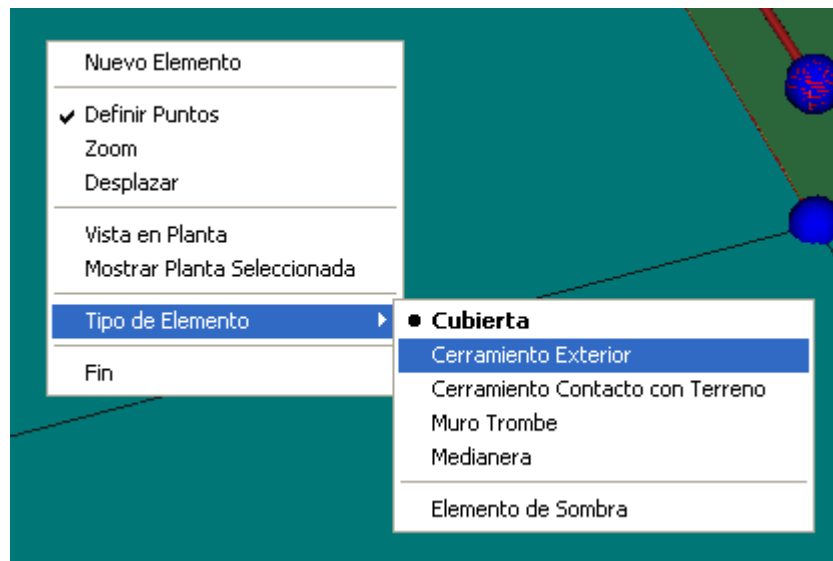 Nuevo Elemento
Definir Puntos
Zoom
Desplazar
Vista en Planta
Mostrar Planta Seleccionada
Tipo de Elemento
Fin
Cubierta
Cerramiento Exterior
Cerramiento Contacto con Terreno
Muro Trombe
Medianera
Elemento de Sombra